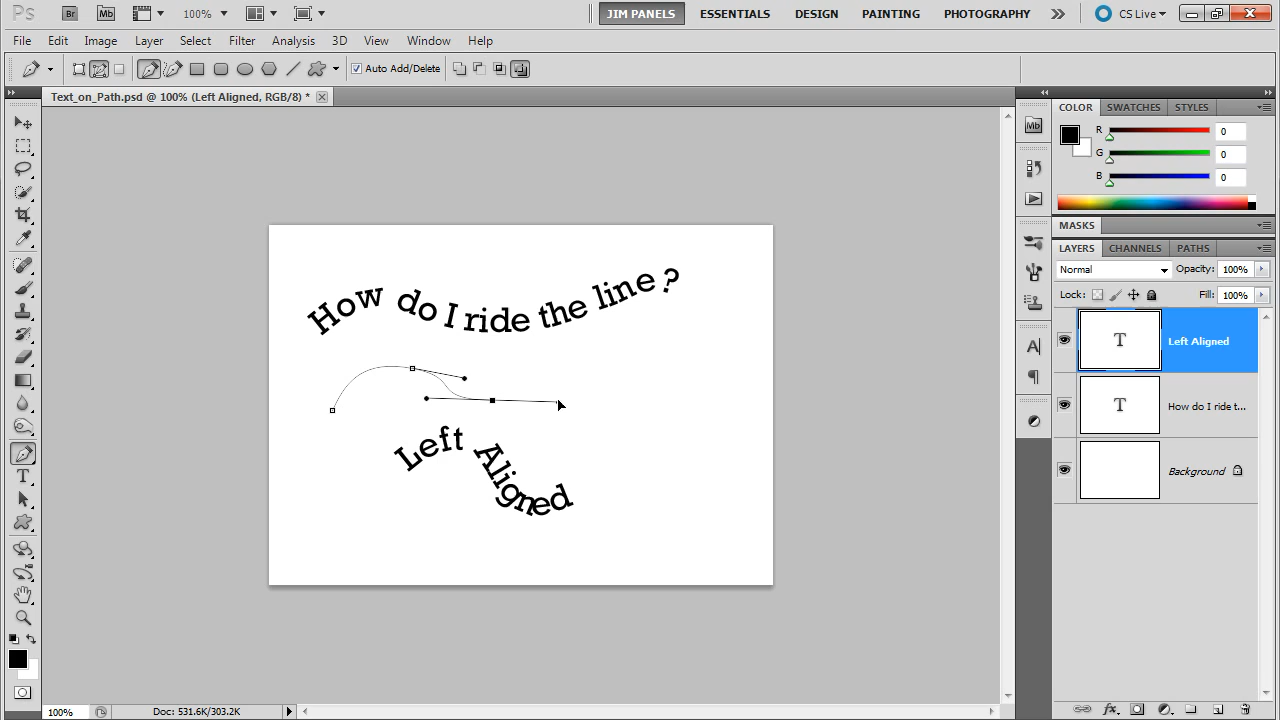 Ps Br Mb 100% JIM PANELS ESSENTIALS DESIGN PAINTING PHOTOGRAPHY CS Live
File Edit Image Layer Select Filter Analysis 3D View Window Help
Auto Add/Delete
Text_on_Path.psd @ 100% (Left Aligned, RGB/8) *
COLOR SWATCHES STYLES
Mb
R 0
G 0
B 0
MASKS
LAYERS CHANNELS PATHS
Normal Opacity: 100%
Lock: Fill: 100%
How do I ride the line?
T Left Aligned
T How do I ride t...
Left Aligned
Background
T
A
100% Doc: 531.6K/303.2K
fx